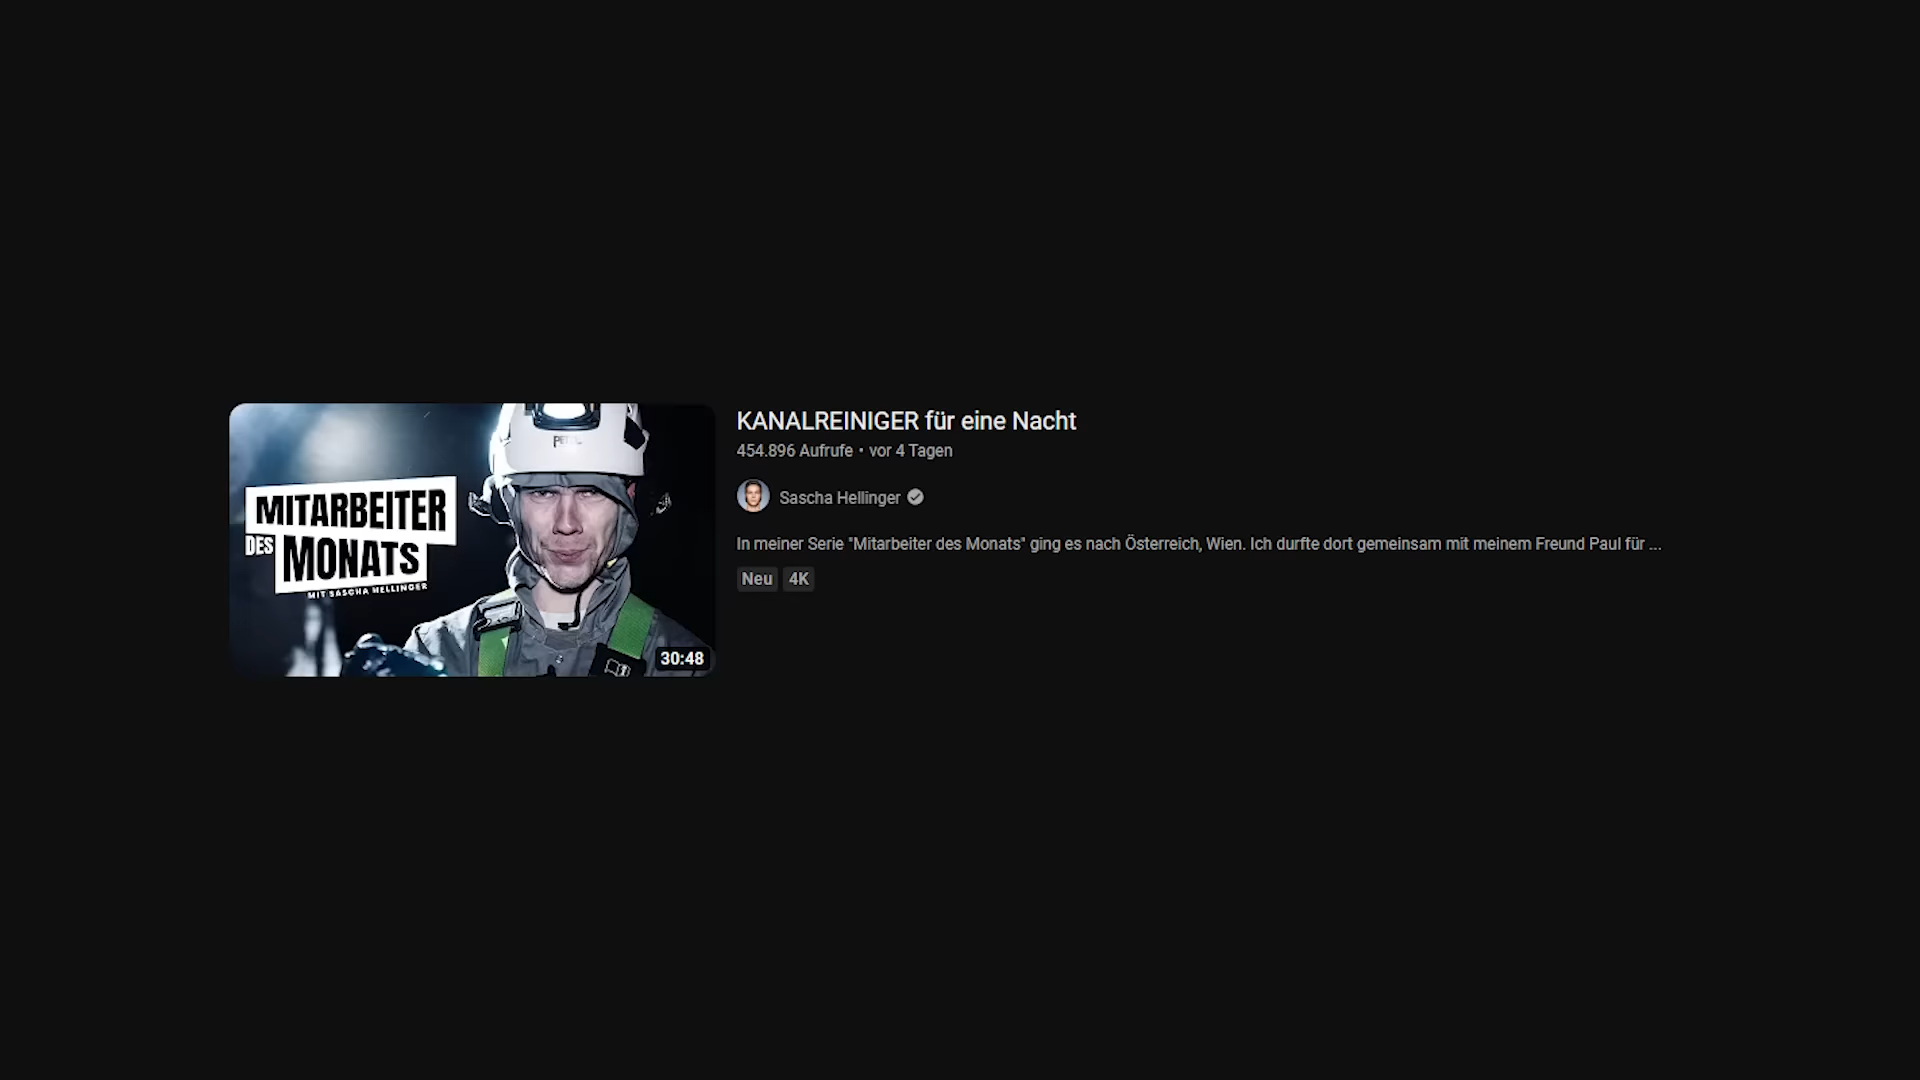 MITARBEITER
DES MONATS
MIT SASCHA HELLINGER
30:48
KANALREINIGER für eine Nacht
454.896 Aufrufe • vor 4 Tagen
Sascha Hellinger
In meiner Serie "Mitarbeiter des Monats" ging es nach Österreich, Wien. Ich durfte dort gemeinsam mit meinem Freund Paul für ...
Neu 4K